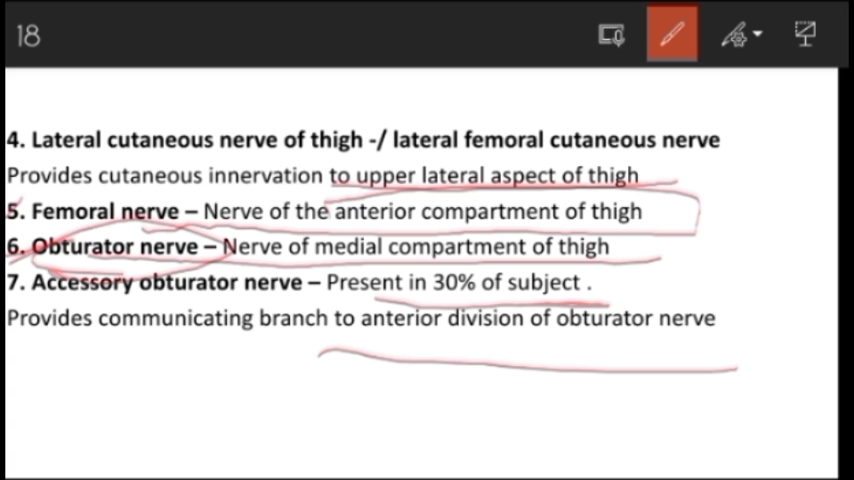 18
4. Lateral cutaneous nerve of thigh -/ lateral femoral cutaneous nerve
Provides cutaneous innervation to upper lateral aspect of thigh
5. Femoral nerve – Nerve of the anterior compartment of thigh
6. Obturator nerve – Nerve of medial compartment of thigh
7. Accessory obturator nerve – Present in 30% of subject .
Provides communicating branch to anterior division of obturator nerve